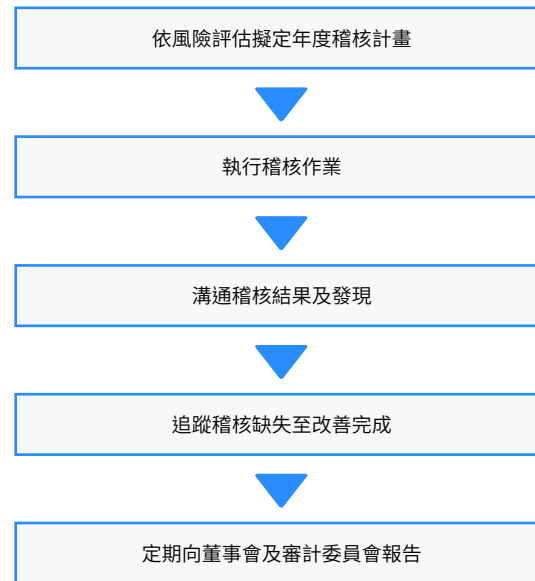 依風險評估擬定年度稽核計畫
執行稽核作業
溝通稽核結果及發現
追蹤稽核缺失至改善完成
定期向董事會及審計委員會報告